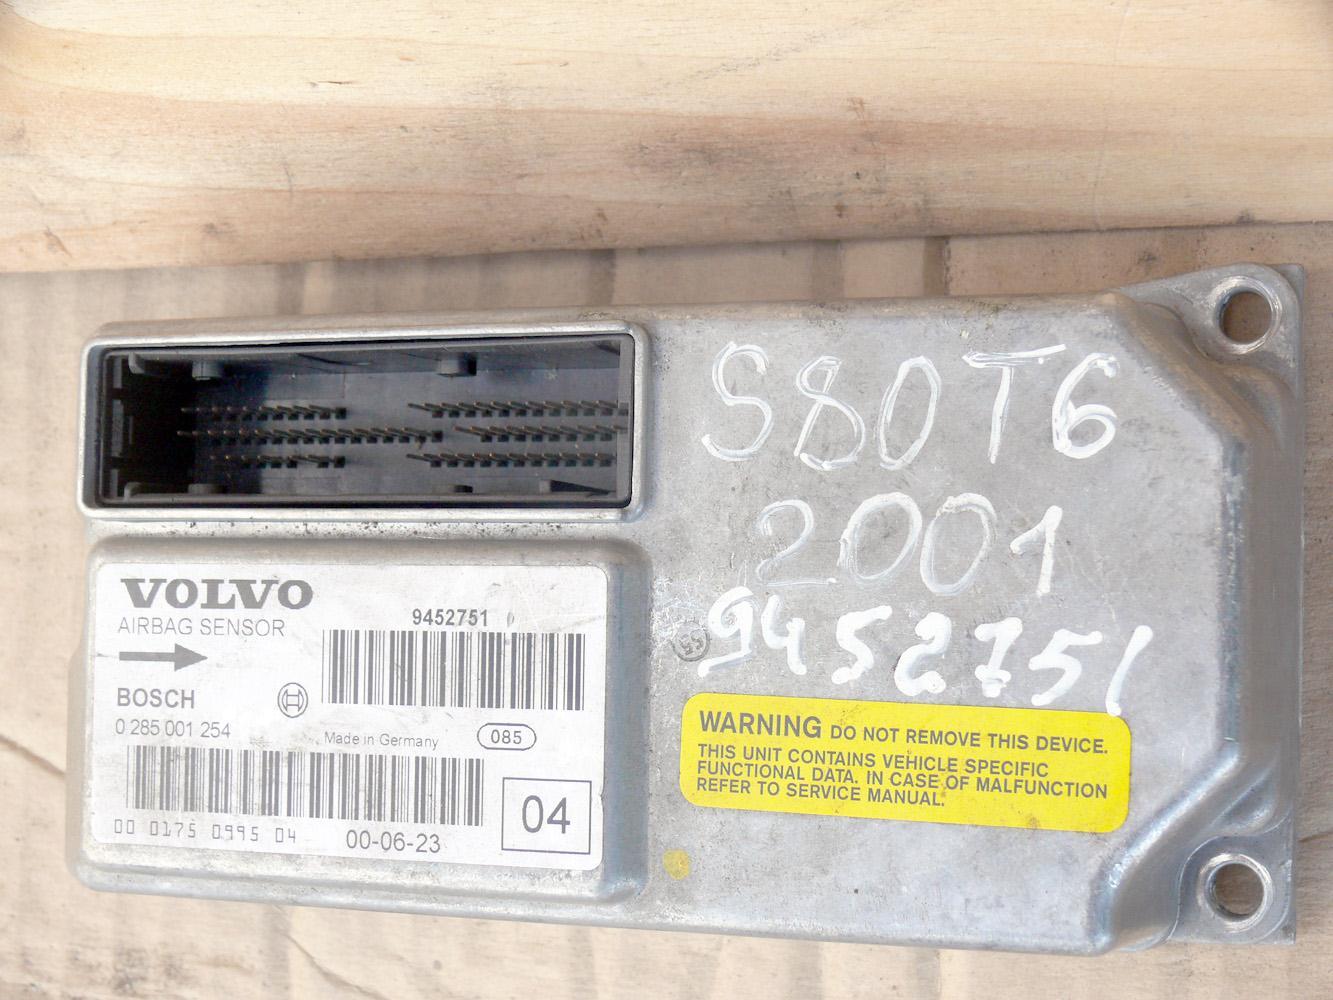 S80T6
2001
9452751
VOLVO
AIRBAG SENSOR
9452751
BOSCH
0 285 001 254
Made in Germany
085
00 0175 0995 04
00-06-23
04
WARNING DO NOT REMOVE THIS DEVICE.
THIS UNIT CONTAINS VEHICLE SPECIFIC
FUNCTIONAL DATA. IN CASE OF MALFUNCTION
REFER TO SERVICE MANUAL.